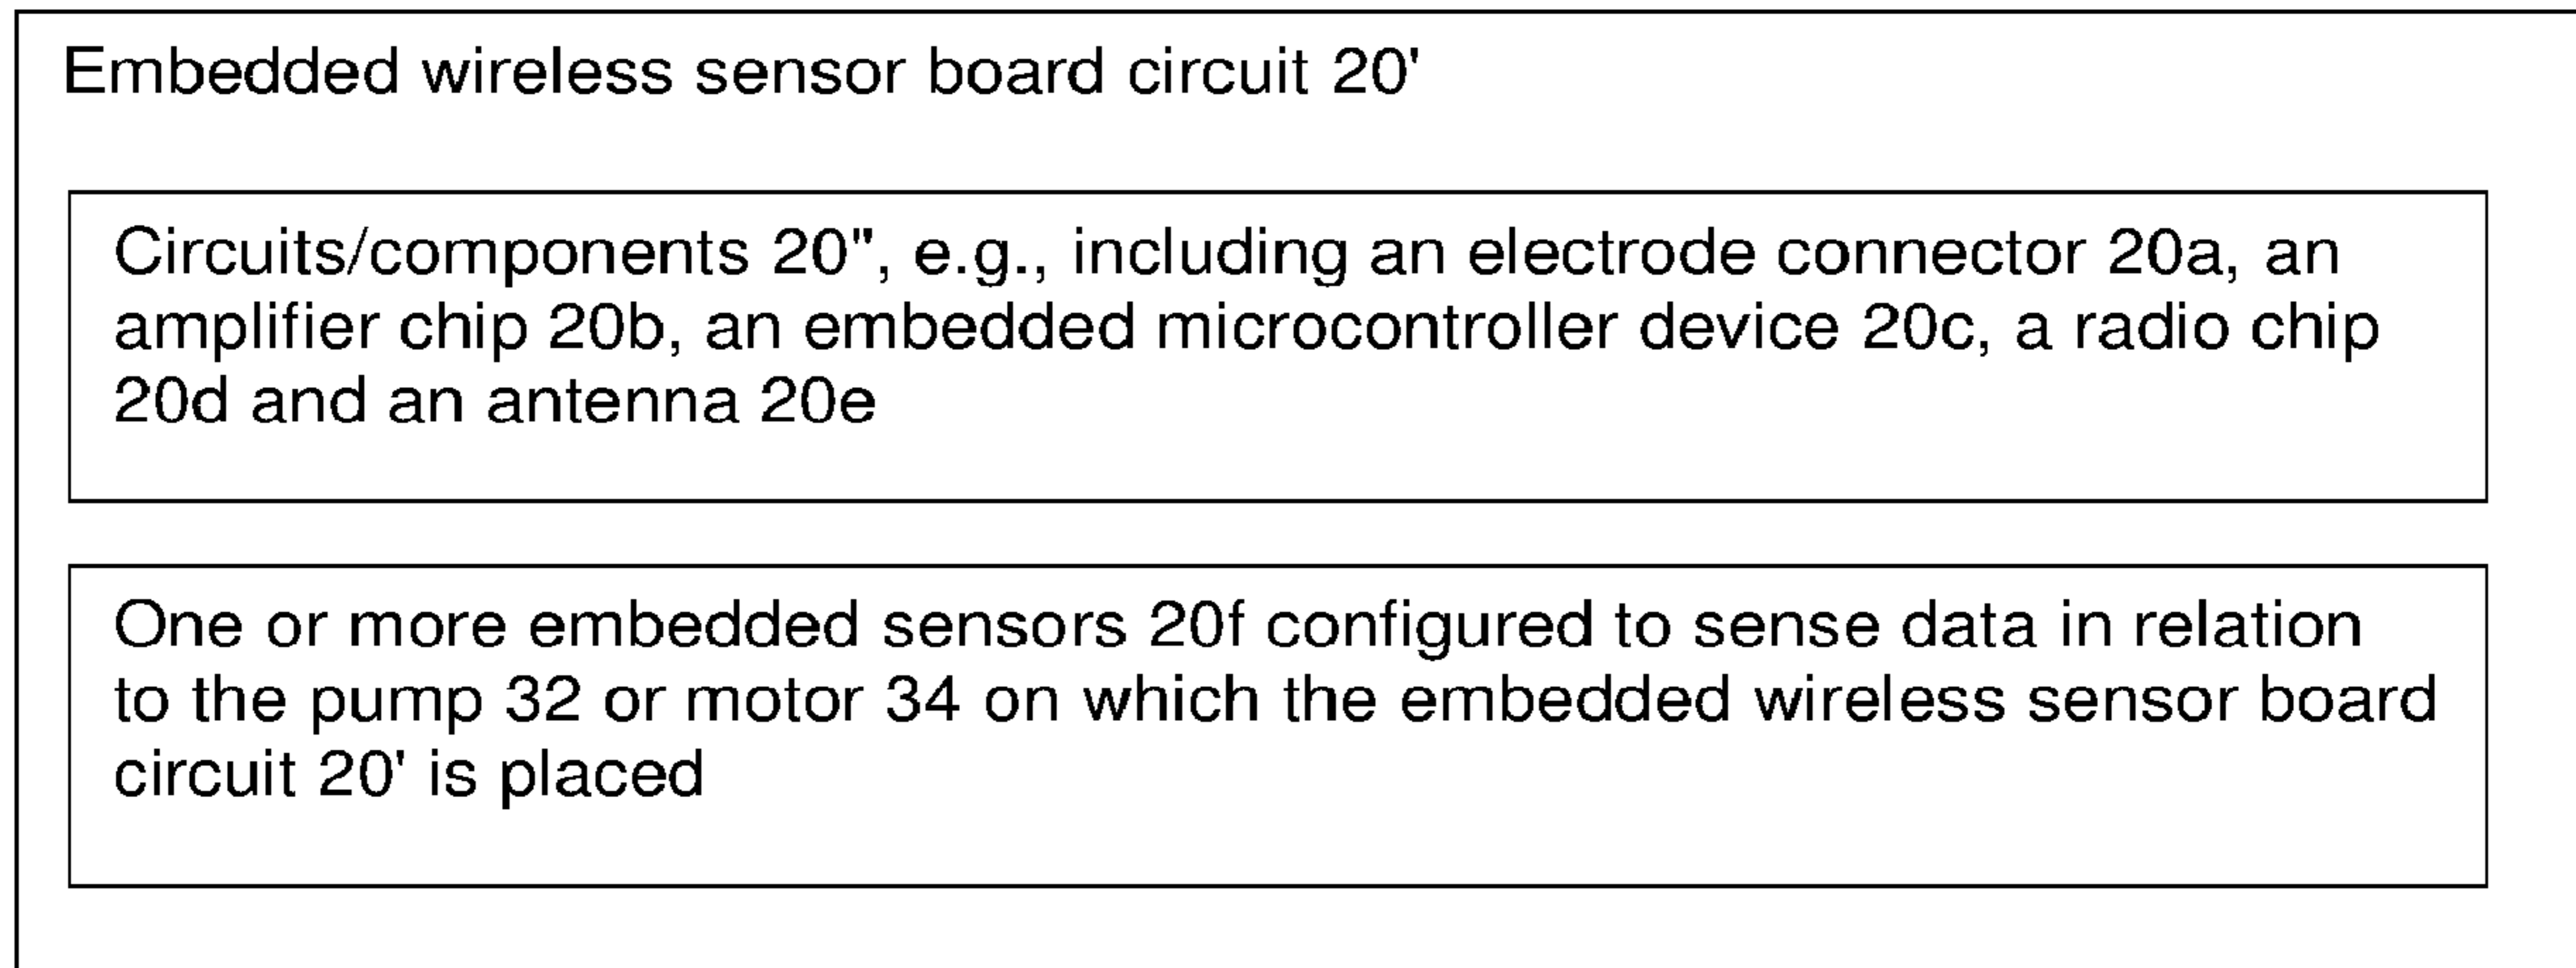 Embedded wireless sensor board circuit 20'
Circuits/components 20", e.g., including an electrode connector 20a, an
amplifier chip 20b, an embedded microcontroller device 20c, a radio chip
20d and an antenna 20e
One or more embedded sensors 20f configured to sense data in relation
to the pump 32 or motor 34 on which the embedded wireless sensor board
circuit 20' is placed